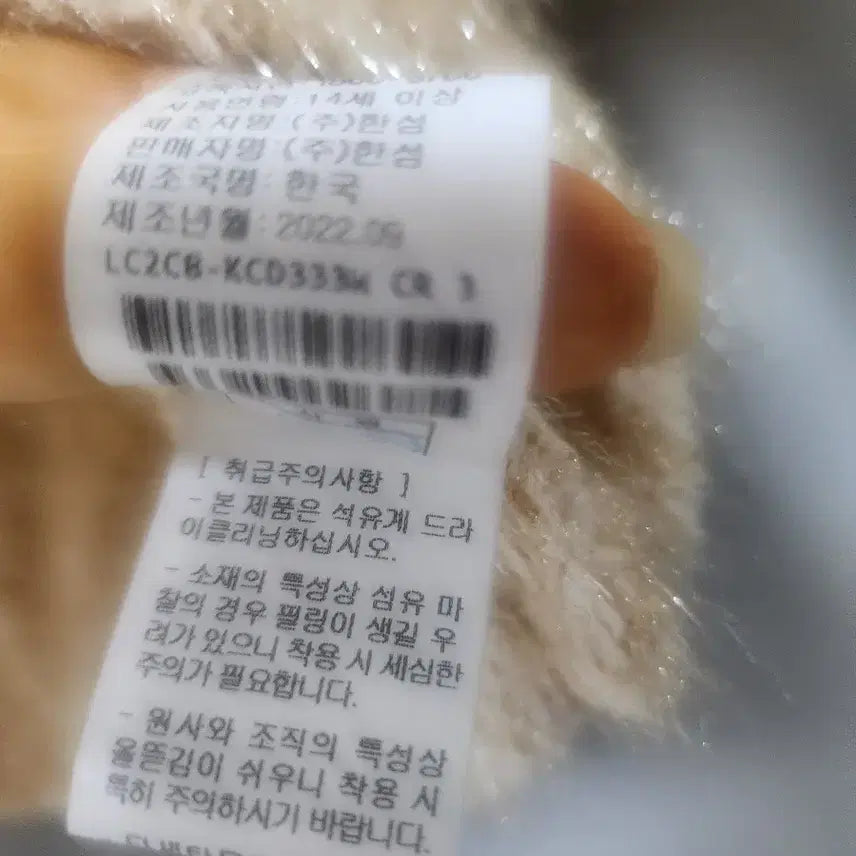 사용연령:14세 이상
제조자명:(주)한섬
판매자명:(주)한섬
제조국명:한국
제조년월:2022.09
LC2CB-KCD333W CR 1
[ 취급주의사항 ]
- 본 제품은 석유계 드라
이클리닝하십시오.
- 소재의 특성상 섬유 마
찰의 경우 필링이 생길 우
려가 있으니 착용 시 세심한
주의가 필요합니다.
- 원사와 조직의 특성상
올뜯김이 쉬우니 착용 시
특히 주의하시기 바랍니다.